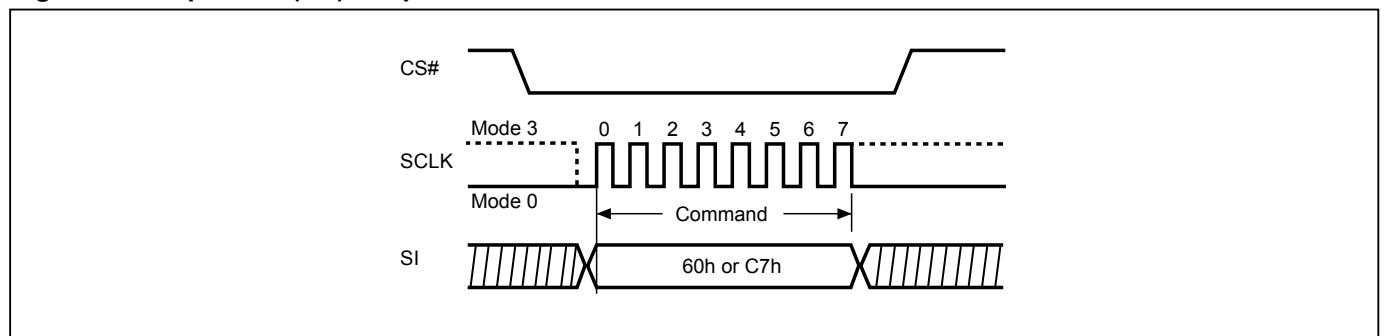 CS#
Mode 3
0 1 2 3 4 5 6 7
SCLK
Mode 0
Command
SI
60h or C7h